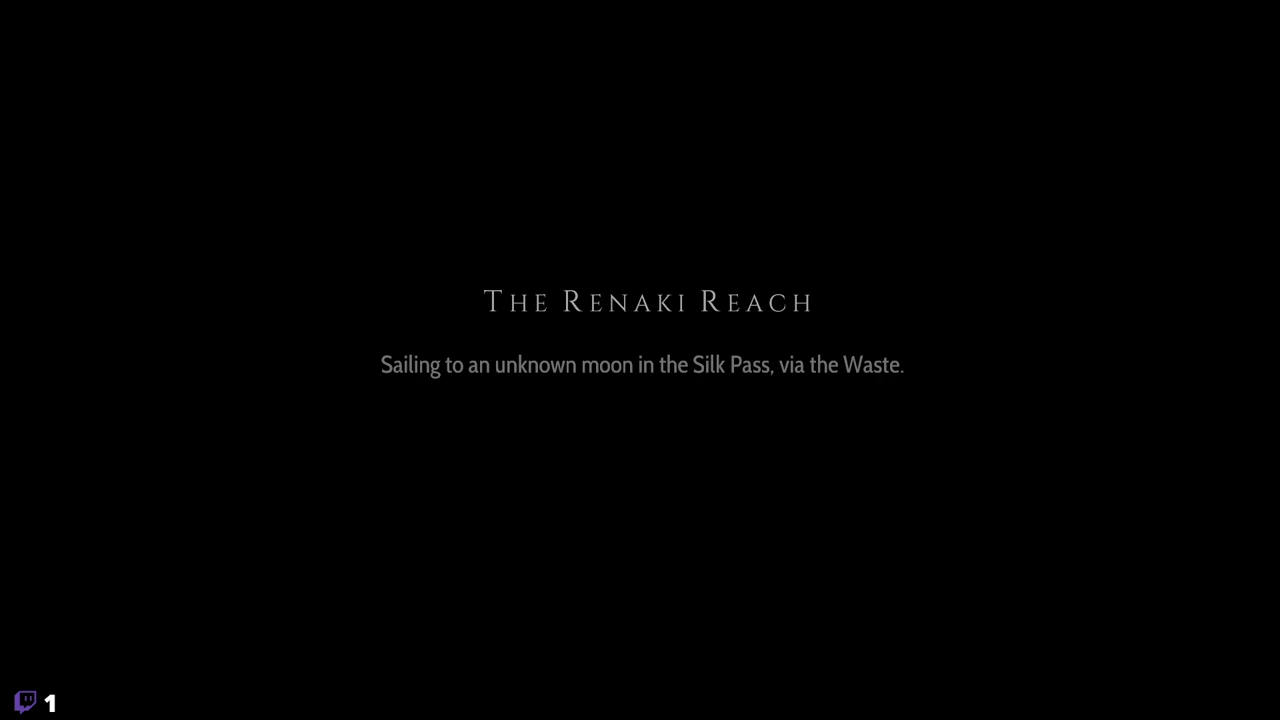 The Renaki Reach
Sailing to an unknown moon in the Silk Pass, via the Waste.
1